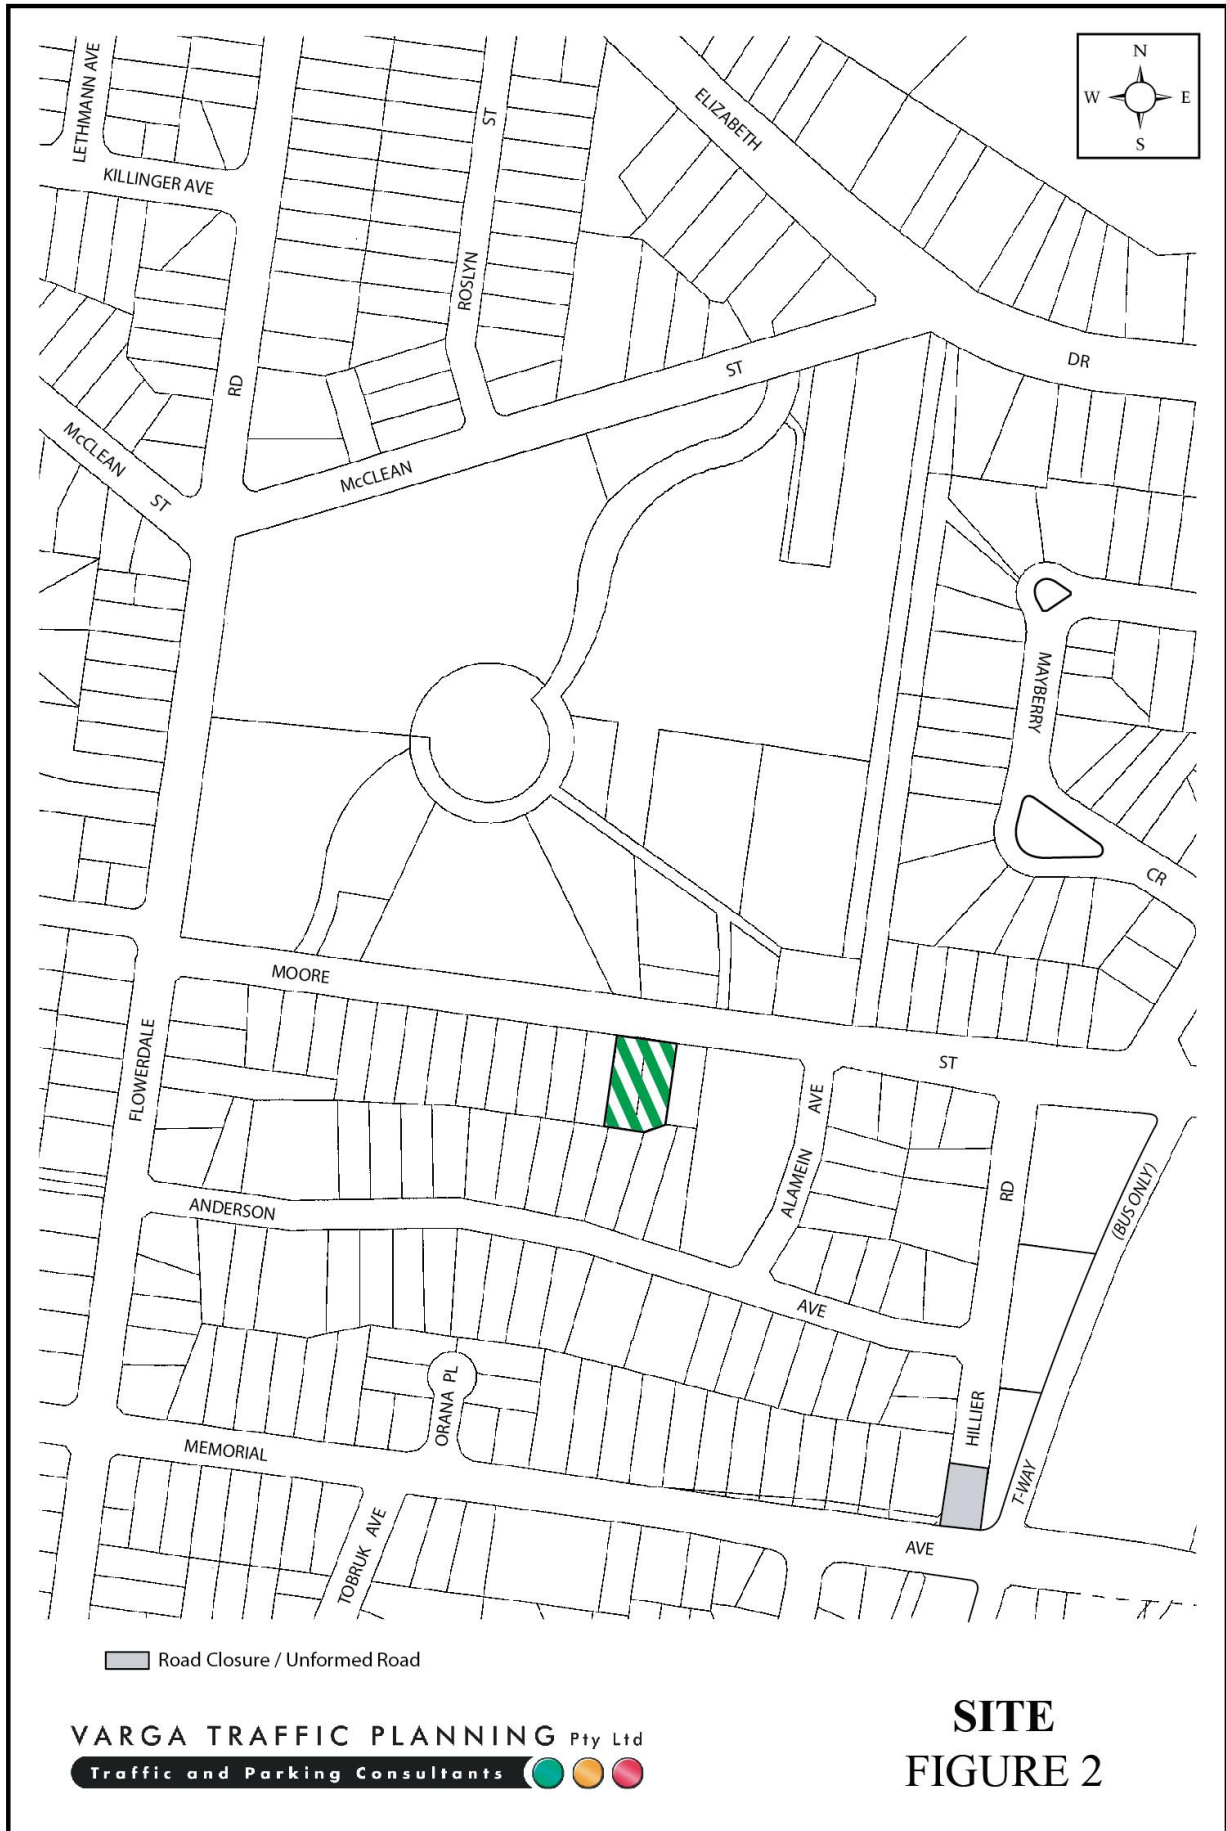 N
W E
S
LETHMANN AVE
KILLINGER AVE
ST
ROSLYN
ELIZABETH
DR
RD
ST
McCLEAN
McCLEAN
ST
MAYBERRY
CR
MOORE
ST
FLOWERDALE
AVE
ALAMEIN
RD
(BUS ONLY)
ANDERSON
AVE
ORANA PL
HILLIER
MEMORIAL
T-WAY
TOBRUK AVE
AVE
Road Closure / Unformed Road
VARGA TRAFFIC PLANNING Pty Ltd
Traffic and Parking Consultants
SITE
FIGURE 2